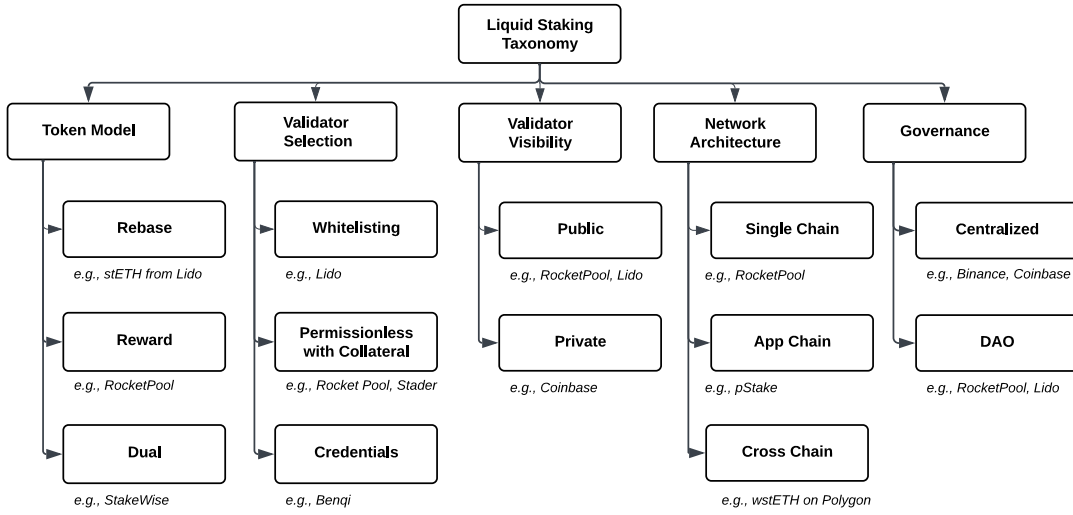 Liquid Staking
Taxonomy
Token Model
Validator
Selection
Validator
Visibility
Network
Architecture
Governance
Rebase
e.g., stETH from Lido
Reward
e.g., RocketPool
Dual
e.g., StakeWise
Whitelisting
e.g., Lido
Permissionless
with Collateral
e.g., Rocket Pool, Stader
Credentials
e.g., Benqi
Public
e.g., RocketPool, Lido
Private
e.g., Coinbase
Single Chain
e.g., RocketPool
App Chain
e.g., pStake
Cross Chain
e.g., wstETH on Polygon
Centralized
e.g., Binance, Coinbase
DAO
e.g., RocketPool, Lido